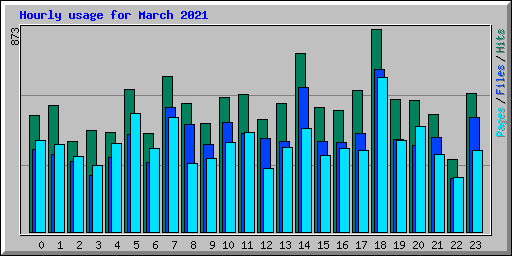 Hourly usage for March 2021
873
Pages/Files/Hits
0 1 2 3 4 5 6 7 8 9 10 11 12 13 14 15 16 17 18 19 20 21 22 23